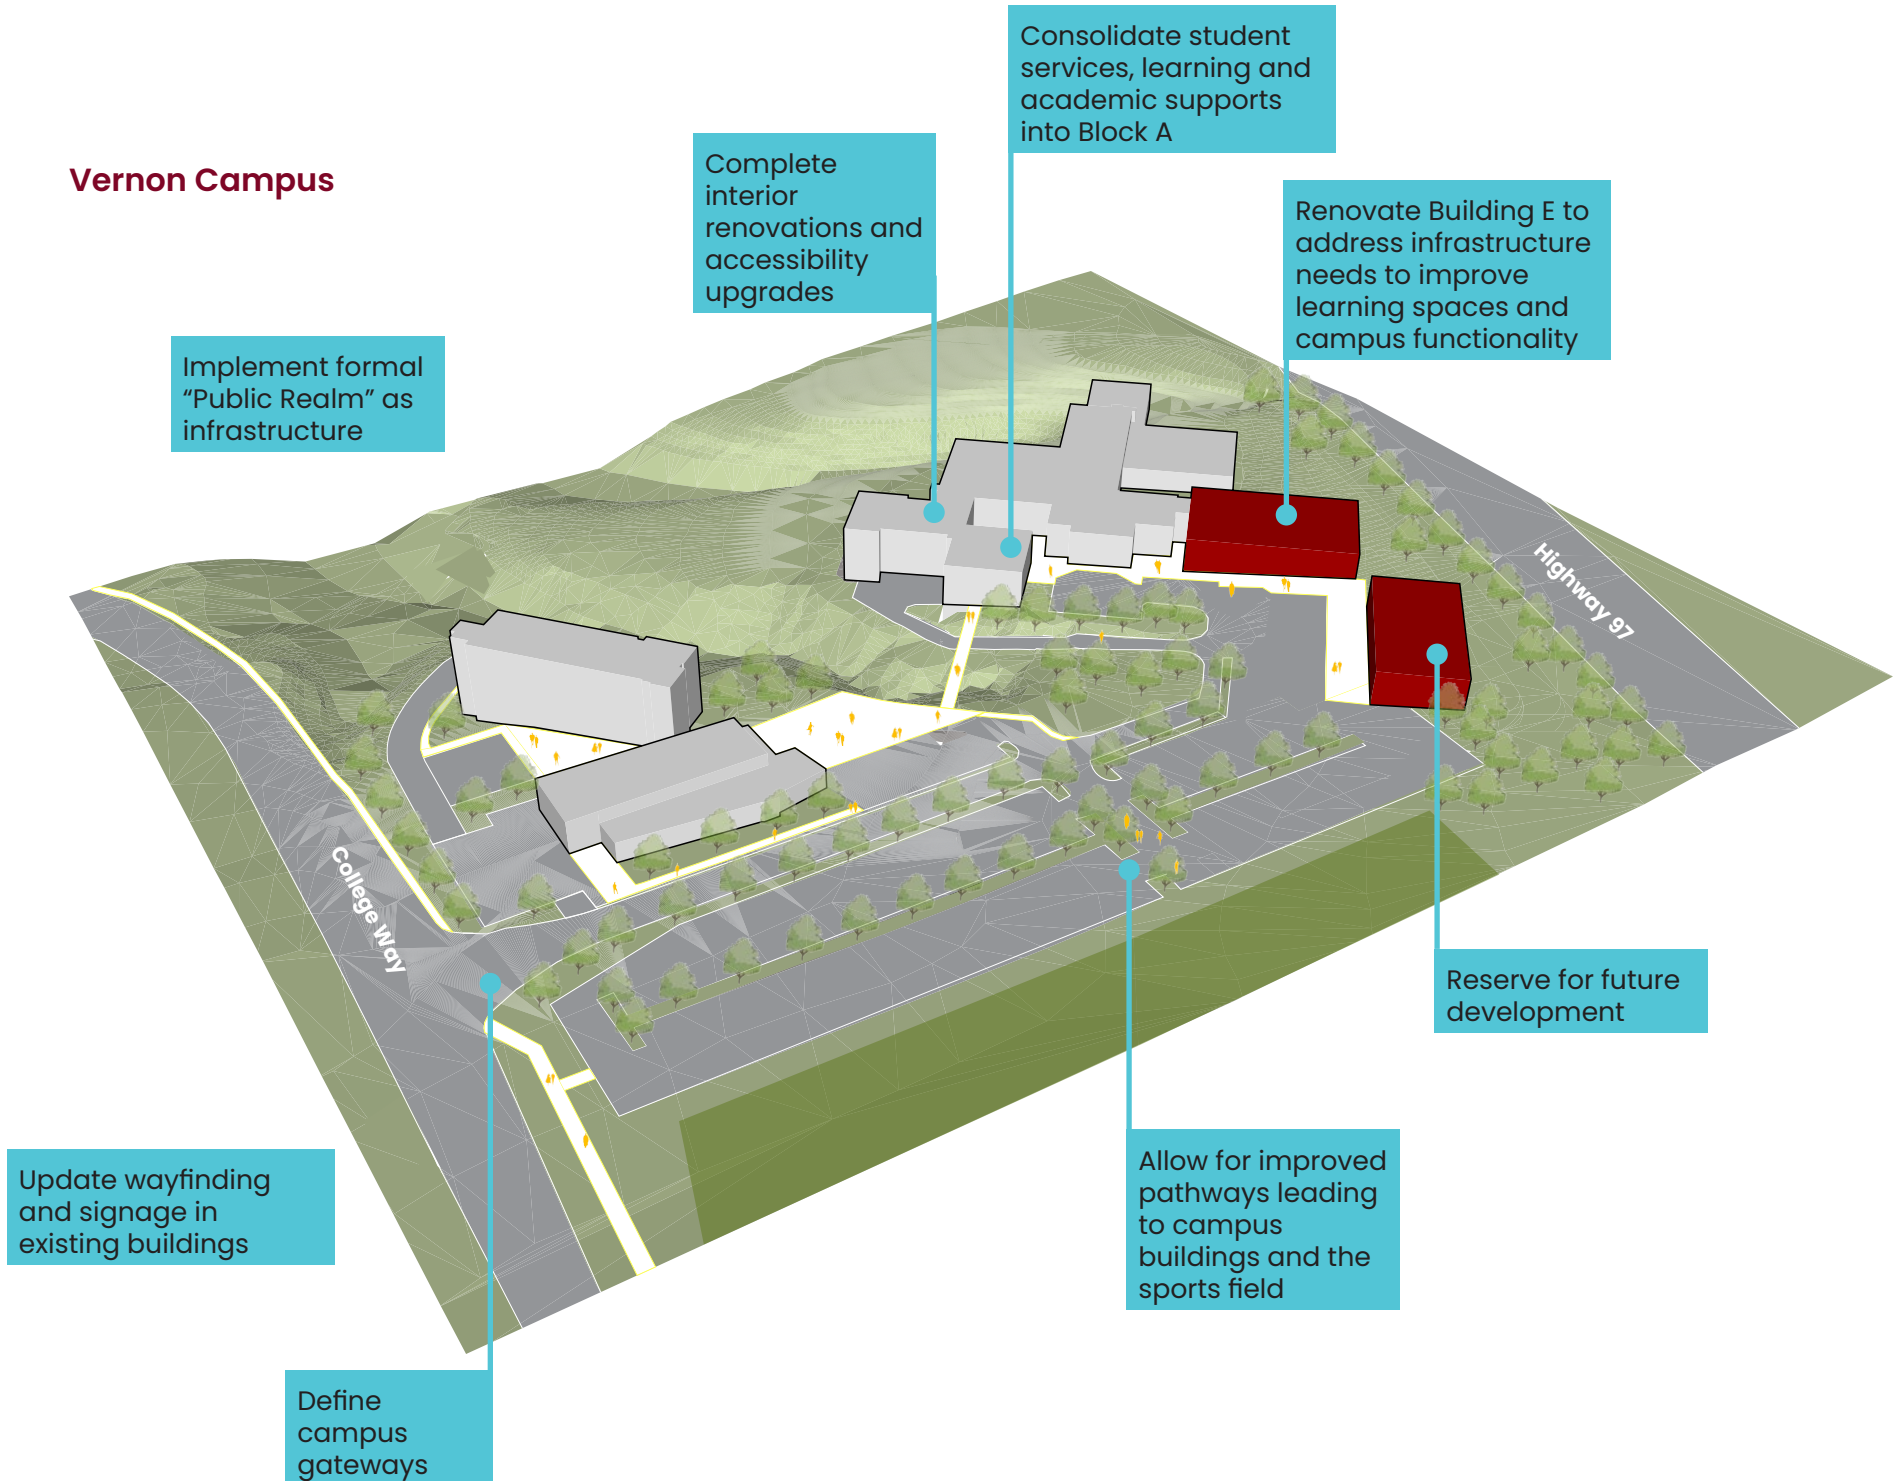 Consolidate student
services, learning and
academic supports
into Block A
Complete
interior
renovations and
accessibility
upgrades
Vernon Campus
Renovate Building E to
address infrastructure
needs to improve
learning spaces and
campus functionality
Implement formal
“Public Realm” as
infrastructure
Highway 97
College Way
Reserve for future
development
Allow for improved
pathways leading
to campus
buildings and the
sports field
Update wayfinding
and signage in
existing buildings
Define
campus
gateways